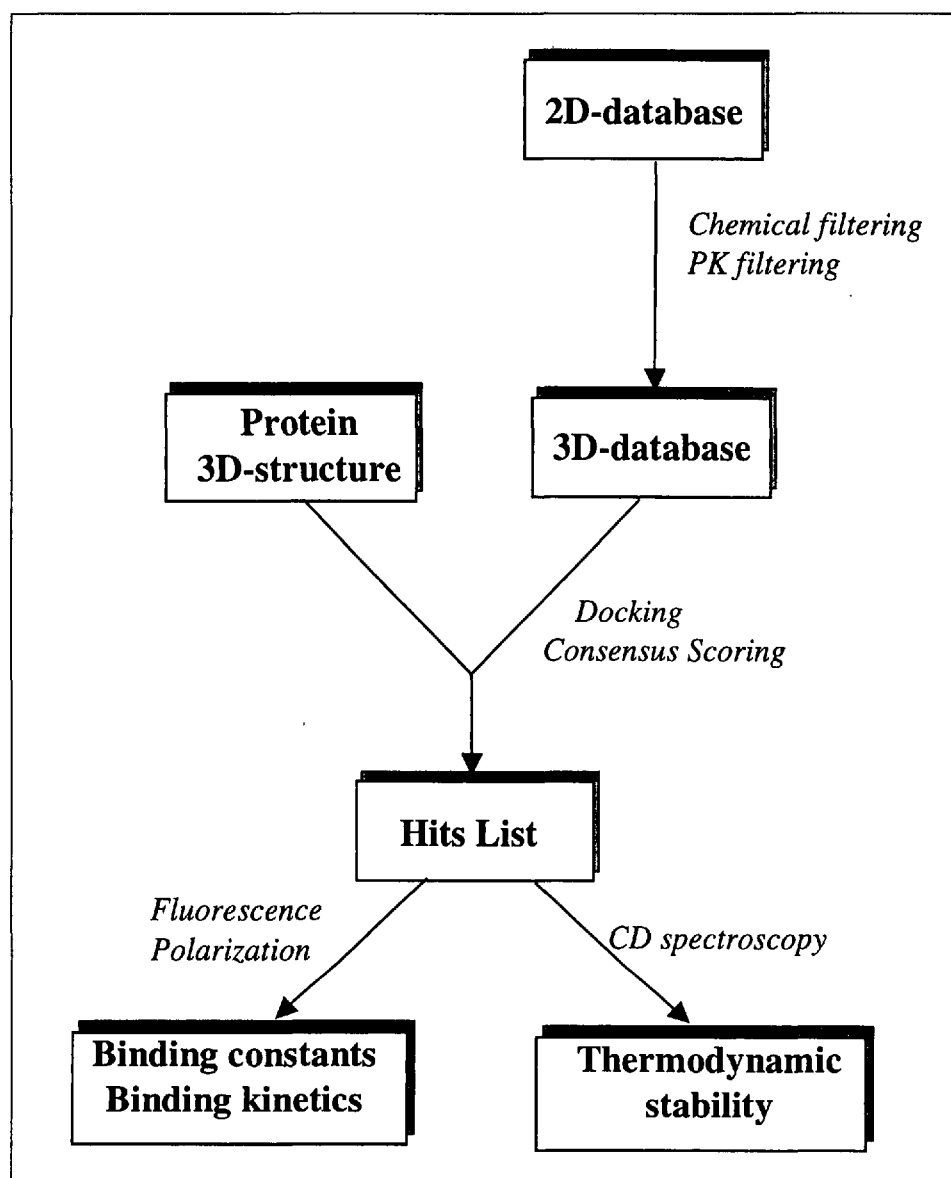 2D-database
Chemical filtering
PK filtering
Protein
3D-structure
3D-database
Docking
Consensus Scoring
Hits List
Fluorescence
Polarization
CD spectroscopy
Binding constants
Binding kinetics
Thermodynamic
stability